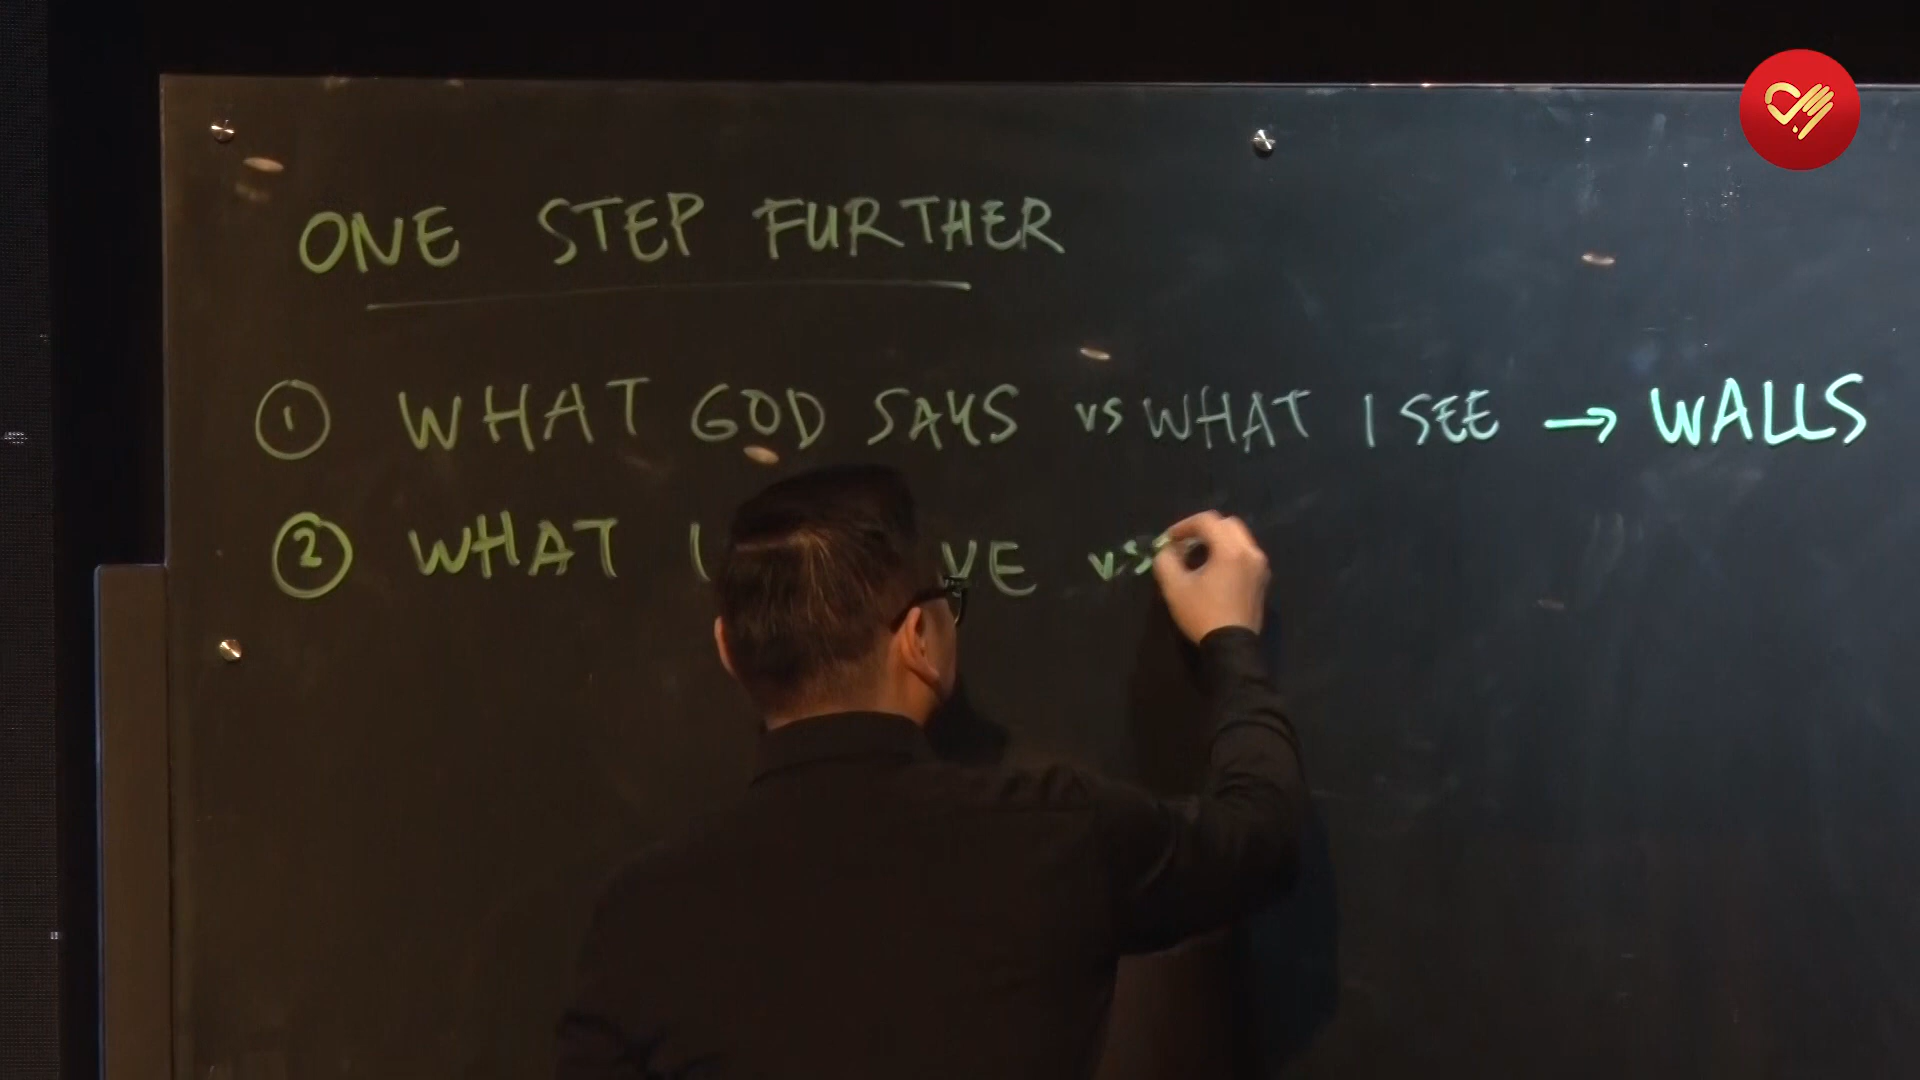 ONE STEP FURTHER
① WHAT GOD SAYS vs WHAT I SEE → WALLS
② WHAT I VE vs